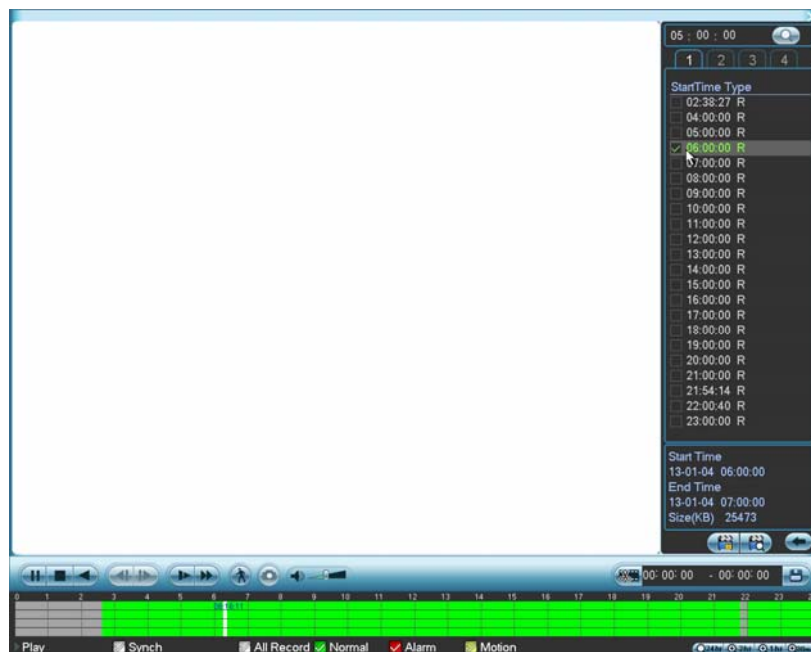 05 : 00 : 00
1 2 3 4
StartTime Type
02:38:27 R
04:00:00 R
05:00:00 R
06:00:00 R
07:00:00 R
08:00:00 R
09:00:00 R
10:00:00 R
11:00:00 R
12:00:00 R
13:00:00 R
14:00:00 R
15:00:00 R
16:00:00 R
17:00:00 R
18:00:00 R
19:00:00 R
20:00:00 R
21:00:00 R
21:54:14 R
22:00:40 R
23:00:00 R
Start Time
13-01-04 06:00:00
End Time
13-01-04 07:00:00
Size(KB) 25473
00: 00: 00 - 00: 00: 00
0 1 2 3 4 5 6 7 8 9 10 11 12 13 14 15 16 17 18 19 20 21 22 23
Play Synch All Record Normal Alarm Motion